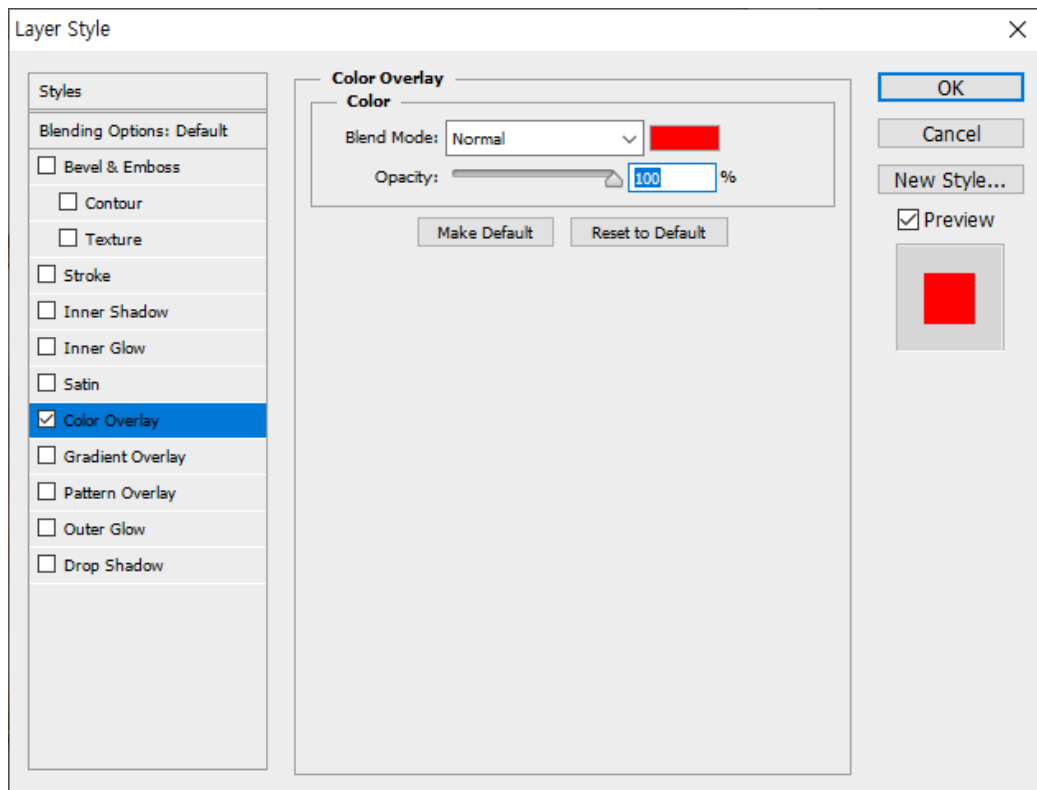 Layer Style
Styles
Blending Options: Default
Bevel & Emboss
Contour
Texture
Stroke
Inner Shadow
Inner Glow
Satin
Color Overlay
Gradient Overlay
Pattern Overlay
Outer Glow
Drop Shadow
Color Overlay
Color
Blend Mode: Normal
Opacity: 100 %
Make Default Reset to Default
OK
Cancel
New Style...
Preview